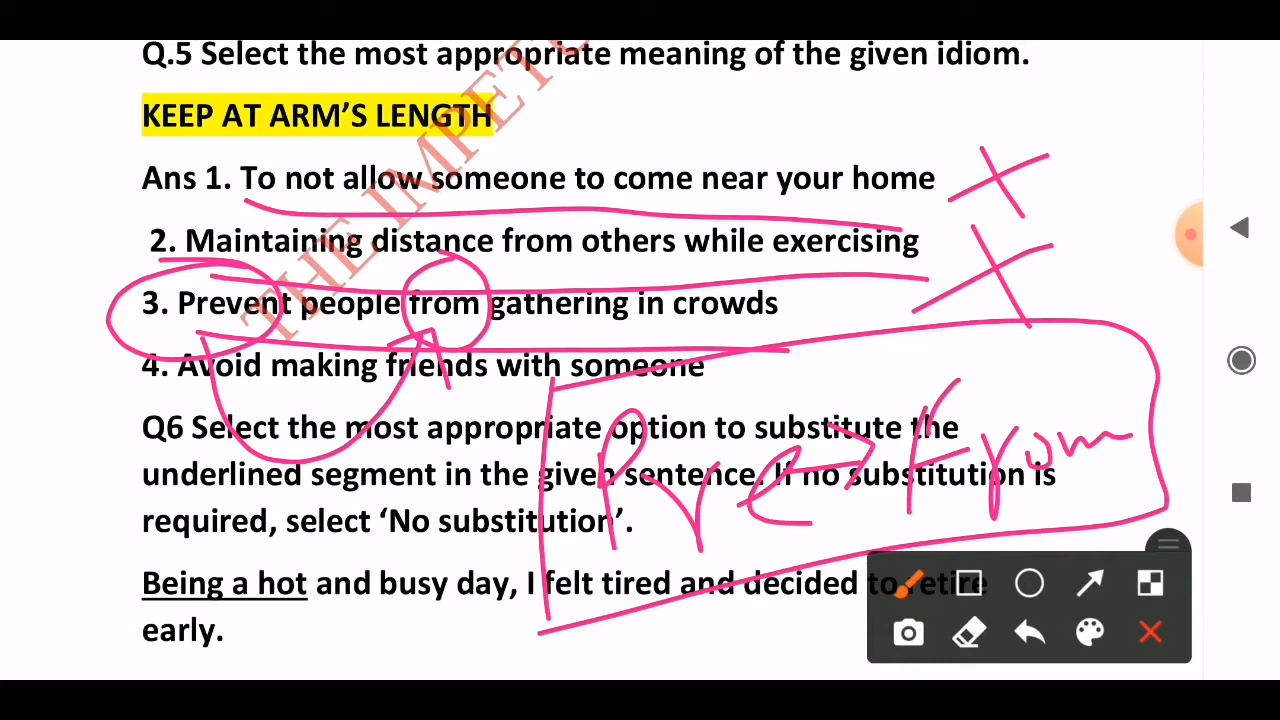 Q.5 Select the most appropriate meaning of the given idiom.
KEEP AT ARM'S LENGTH
Ans 1. To not allow someone to come near your home
2. Maintaining distance from others while exercising
3. Prevent people from gathering in crowds
4. Avoid making friends with someone
Q6 Select the most appropriate option to substitute the
underlined segment in the given sentence. If no substitution is
required, select ‘No substitution’.
Being a hot and busy day, I felt tired and decided to retire
early.
THE IMPETU
Pre → From